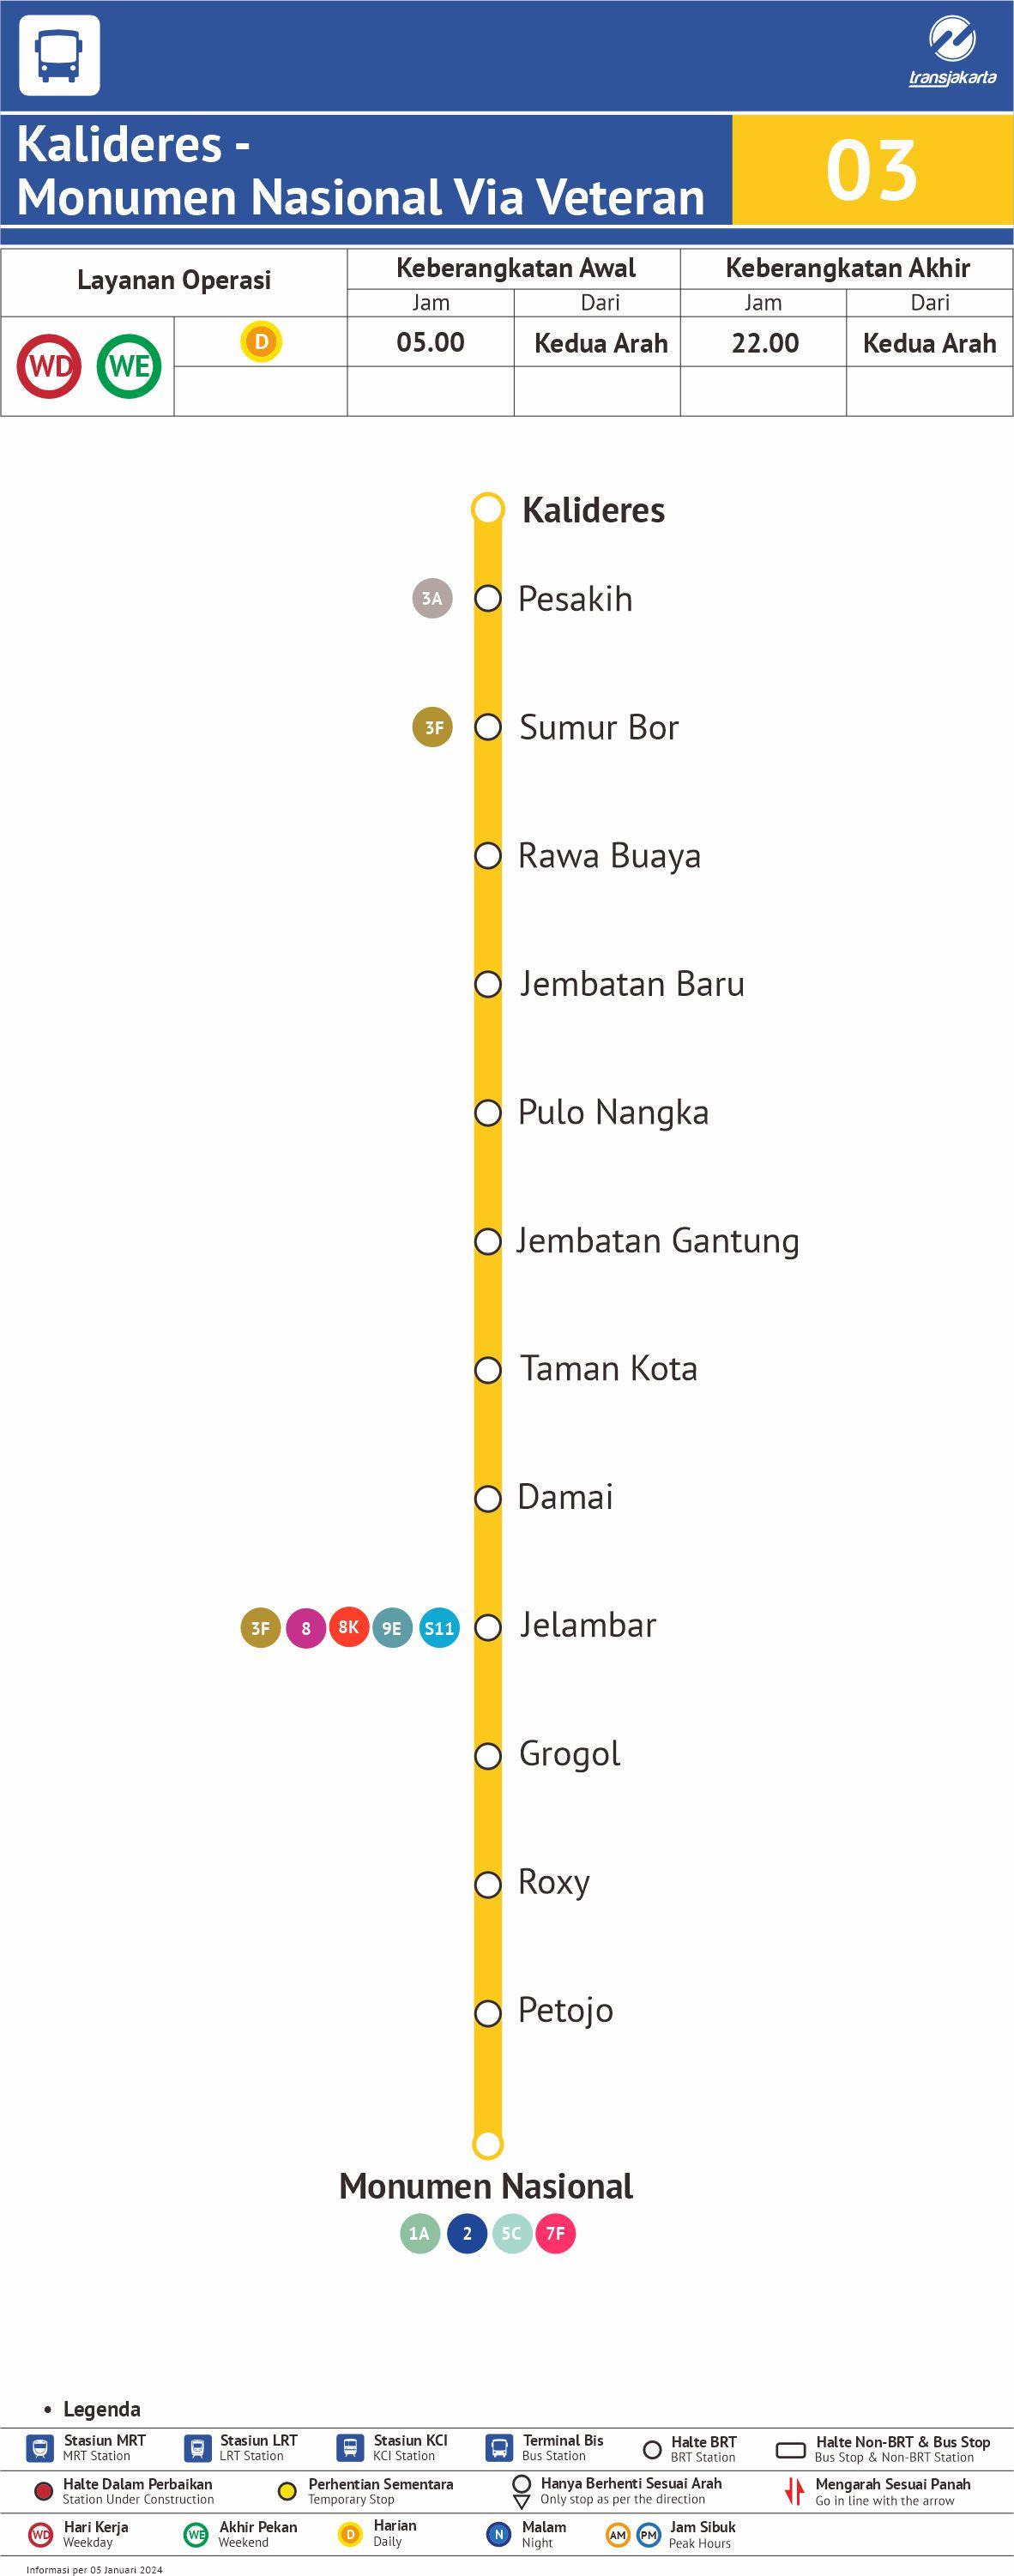 transjakarta
Kalideres -
Monumen Nasional Via Veteran
03
Layanan Operasi
Keberangkatan Awal
Keberangkatan Akhir
Jam
Dari
Jam
Dari
WD
WE
D
05.00
Kedua Arah
22.00
Kedua Arah
Kalideres
3A
Pesakih
3F
Sumur Bor
Rawa Buaya
Jembatan Baru
Pulo Nangka
Jembatan Gantung
Taman Kota
Damai
3F 8 8K 9E S11
Jelambar
Grogol
Roxy
Petojo
Monumen Nasional
1A 2 5C 7F
• Legenda
Stasiun MRT
MRT Station
Stasiun LRT
LRT Station
Stasiun KCI
KCI Station
Terminal Bis
Bus Station
Halte BRT
BRT Station
Halte Non-BRT & Bus Stop
Bus Stop & Non-BRT Station
Halte Dalam Perbaikan
Station Under Construction
Perhentian Sementara
Temporary Stop
Hanya Berhenti Sesuai Arah
Only stop as per the direction
Mengarah Sesuai Panah
Go in line with the arrow
WD
Hari Kerja
Weekday
WE
Akhir Pekan
Weekend
D
Harian
Daily
N
Malam
Night
AM PM
Jam Sibuk
Peak Hours
Informasi per 05 Januari 2024